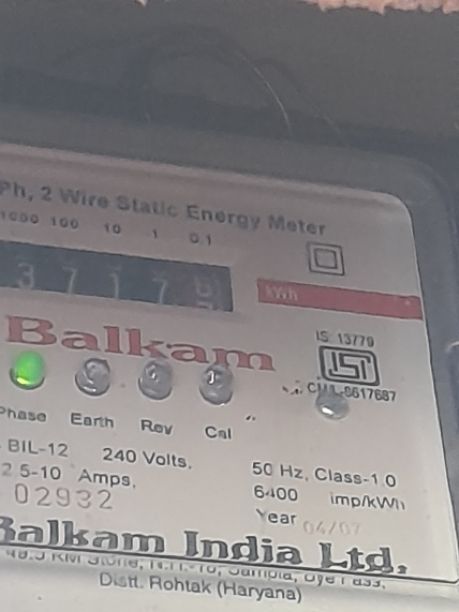 Ph, 2 Wire Static Energy Meter
1000 100 10 1 0.1
3 7 1 7
kWh
Balkam
IS: 13779
CM/L-8617687
Phase Earth Rev Cal
BIL-12 240 Volts,
2.5-10 Amps,
02932
50 Hz, Class-1.0
6400 imp/kWh
Year 04/07
Balkam India Ltd.
Distt. Rohtak (Haryana)